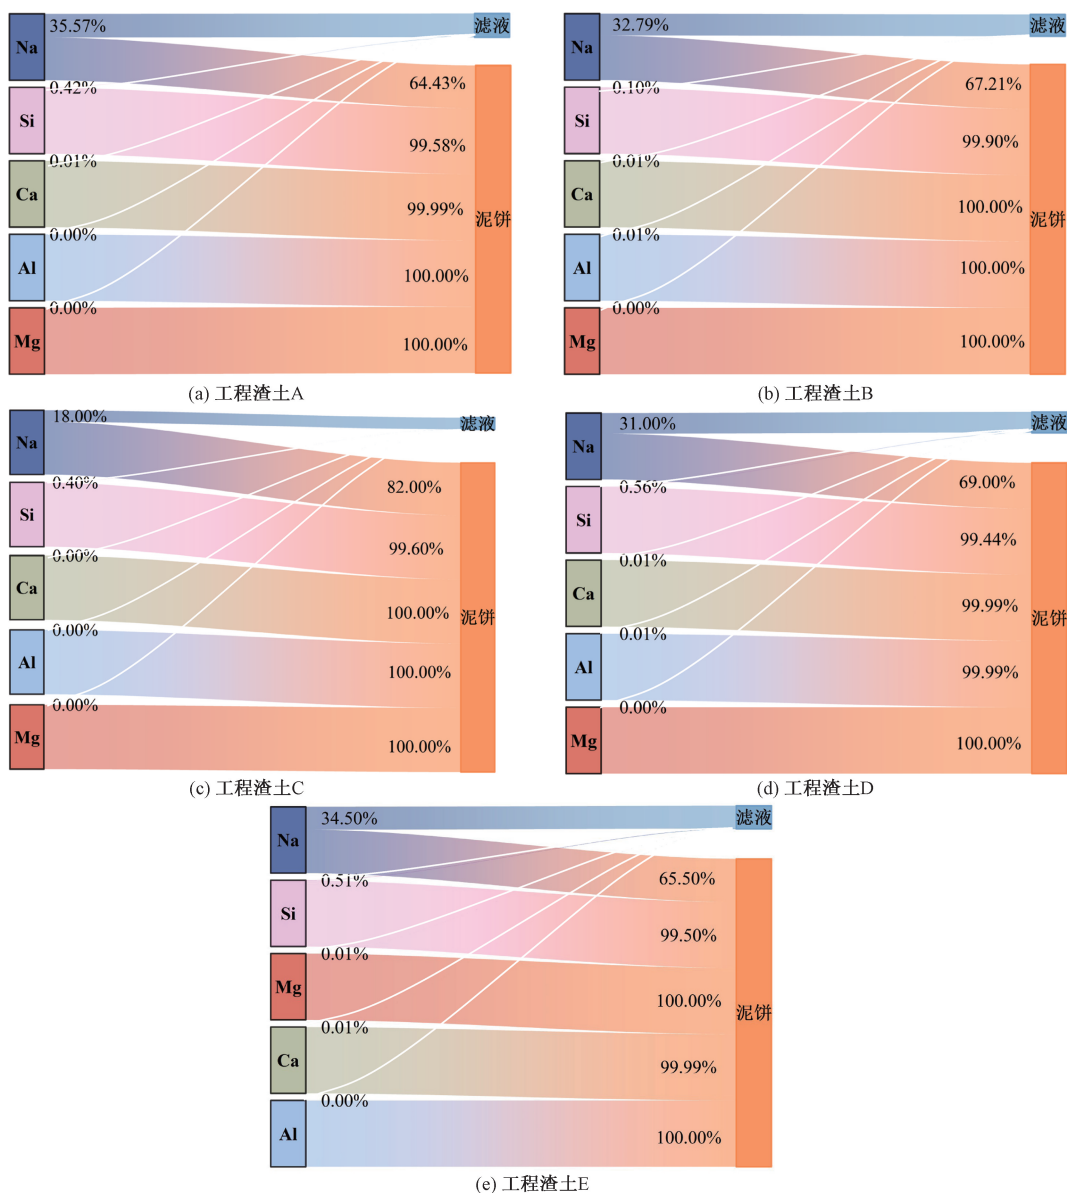 35.57%
滤液
Na
64.43%
0.42%
Si
99.58%
0.01%
Ca
99.99%
泥饼
0.00%
Al
100.00%
0.00%
Mg
100.00%
(a) 工程渣土A
32.79%
滤液
Na
67.21%
0.10%
Si
99.90%
0.01%
Ca
100.00%
泥饼
0.01%
Al
100.00%
0.00%
Mg
100.00%
(b) 工程渣土B
18.00%
滤液
Na
82.00%
0.40%
Si
99.60%
0.00%
Ca
100.00%
泥饼
0.00%
Al
100.00%
0.00%
Mg
100.00%
(c) 工程渣土C
31.00%
滤液
Na
69.00%
0.56%
Si
99.44%
0.01%
Ca
99.99%
泥饼
0.01%
Al
99.99%
0.00%
Mg
100.00%
(d) 工程渣土D
34.50%
滤液
Na
65.50%
0.51%
Si
99.50%
0.01%
Mg
100.00%
泥饼
0.01%
Ca
99.99%
0.00%
Al
100.00%
(e) 工程渣土E